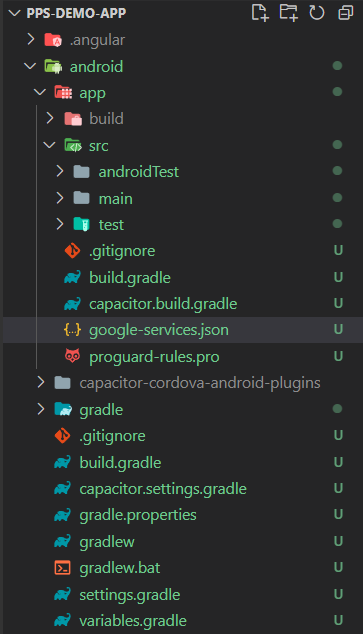 PPS-DEMO-APP
.angular
android
app
build
src
androidTest
main
test
.gitignore U
build.gradle U
capacitor.build.gradle U
google-services.json U
proguard-rules.pro U
capacitor-cordova-android-plugins
gradle
.gitignore U
build.gradle U
capacitor.settings.gradle U
gradle.properties U
gradlew U
gradlew.bat U
settings.gradle U
variables.gradle U